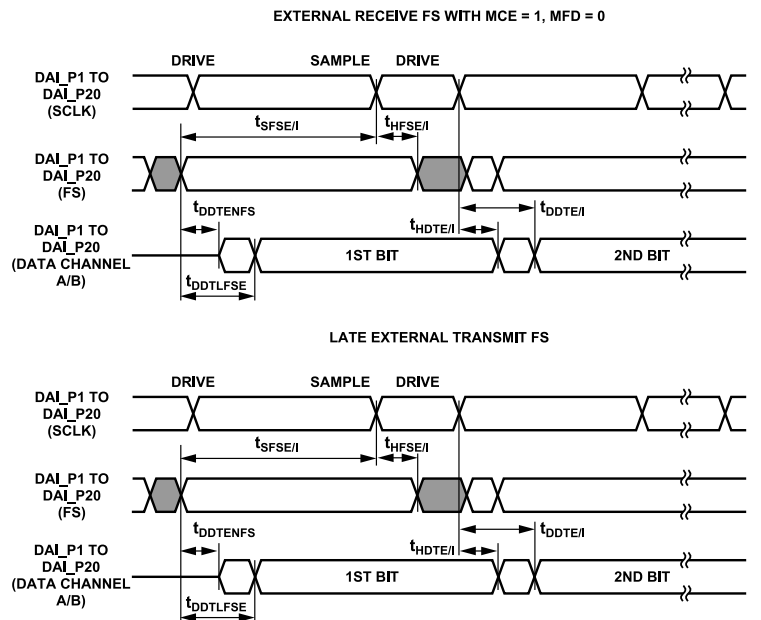 EXTERNAL RECEIVE FS WITH MCE = 1, MFD = 0
DRIVE SAMPLE DRIVE
DAI_P1 TO
DAI_P20
(SCLK)
tSFSE/I tHFSE/I
DAI_P1 TO
DAI_P20
(FS)
tDDTENFS tHDTE/I tDDTE/I
DAI_P1 TO
DAI_P20
(DATA CHANNEL
A/B)
1ST BIT 2ND BIT
tDDTLFSE
LATE EXTERNAL TRANSMIT FS
DRIVE SAMPLE DRIVE
DAI_P1 TO
DAI_P20
(SCLK)
tSFSE/I tHFSE/I
DAI_P1 TO
DAI_P20
(FS)
tDDTENFS tHDTE/I tDDTE/I
DAI_P1 TO
DAI_P20
(DATA CHANNEL
A/B)
1ST BIT 2ND BIT
tDDTLFSE